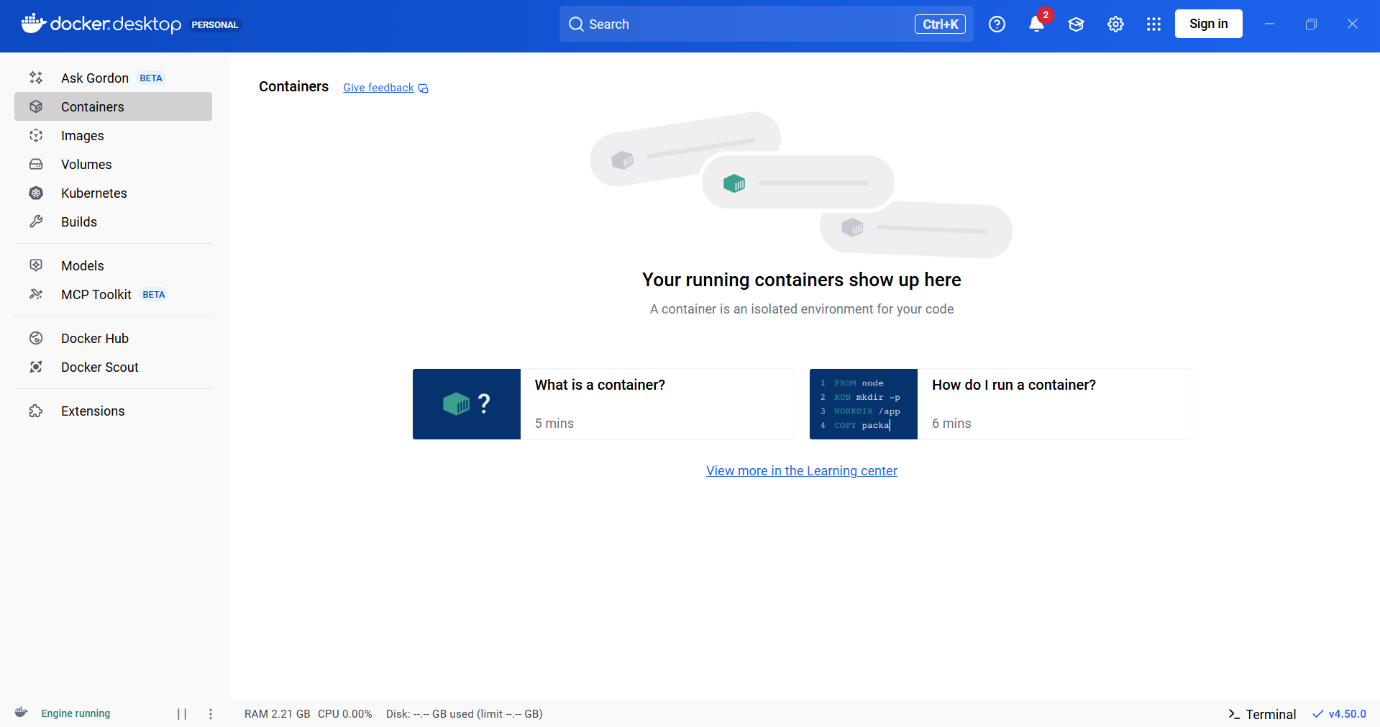 docker.desktop PERSONAL
Search Ctrl+K
2
Sign in
Ask Gordon BETA
Containers
Images
Volumes
Kubernetes
Builds
Models
MCP Toolkit BETA
Docker Hub
Docker Scout
Extensions
Containers Give feedback
Your running containers show up here
A container is an isolated environment for your code
?
What is a container?
5 mins
1 FROM node
2 RUN mkdir -p
3 WORKDIR /app
4 COPY packa
How do I run a container?
6 mins
View more in the Learning center
Engine running
RAM 2.21 GB CPU 0.00% Disk: --.-- GB used (limit --.-- GB)
>_ Terminal
v4.50.0